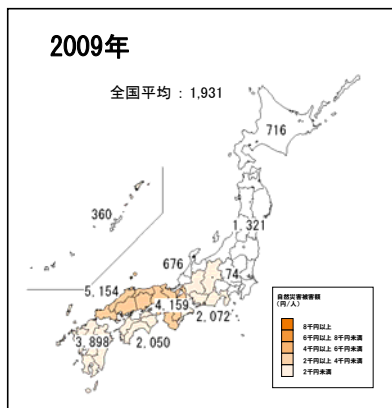 2009年
全国平均 : 1,931
716
360
1,321
676
74
5,154
4,159
2,072
3,898
2,050
自然災害被害額
(円/人)
8千円以上
6千円以上 8千円未満
4千円以上 6千円未満
2千円以上 4千円未満
2千円未満